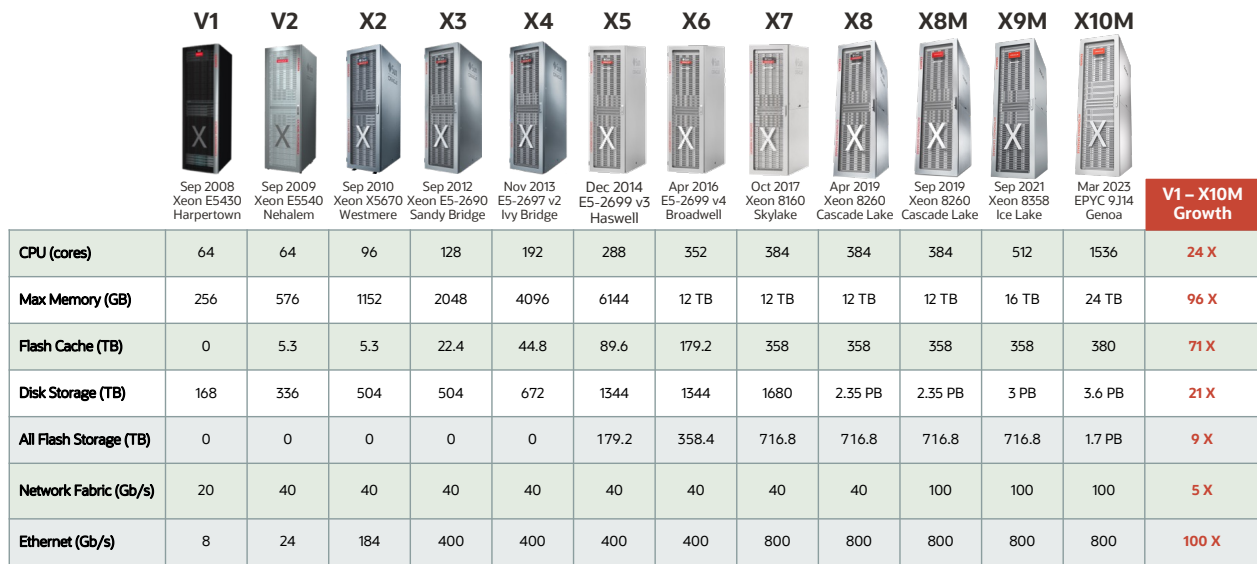 V1 V2 X2 X3 X4 X5 X6 X7 X8 X8M X9M X10M
X X X X X X X X X X X X
Sep 2008 Sep 2009 Sep 2010 Sep 2012 Nov 2013 Dec 2014 Apr 2016 Oct 2017 Apr 2019 Sep 2019 Sep 2021 Mar 2023
Xeon E5430 Xeon E5540 Xeon X5670 Xeon E5-2690 E5-2697 v2 E5-2699 v3 E5-2699 v4 Xeon 8160 Xeon 8260 Xeon 8260 Xeon 8358 EPYC 9J14
Harpertown Nehalem Westmere Sandy Bridge Ivy Bridge Haswell Broadwell Skylake Cascade Lake Cascade Lake Ice Lake Genoa
V1 – X10M
Growth
CPU (cores) 64 64 96 128 192 288 352 384 384 384 512 1536 24 X
Max Memory (GB) 256 576 1152 2048 4096 6144 12 TB 12 TB 12 TB 12 TB 16 TB 24 TB 96 X
Flash Cache (TB) 0 5.3 5.3 22.4 44.8 89.6 179.2 358 358 358 358 380 71 X
Disk Storage (TB) 168 336 504 504 672 1344 1344 1680 2.35 PB 2.35 PB 3 PB 3.6 PB 21 X
All Flash Storage (TB) 0 0 0 0 0 179.2 358.4 716.8 716.8 716.8 716.8 1.7 PB 9 X
Network Fabric (Gb/s) 20 40 40 40 40 40 40 40 40 100 100 100 5 X
Ethernet (Gb/s) 8 24 184 400 400 400 400 800 800 800 800 800 100 X